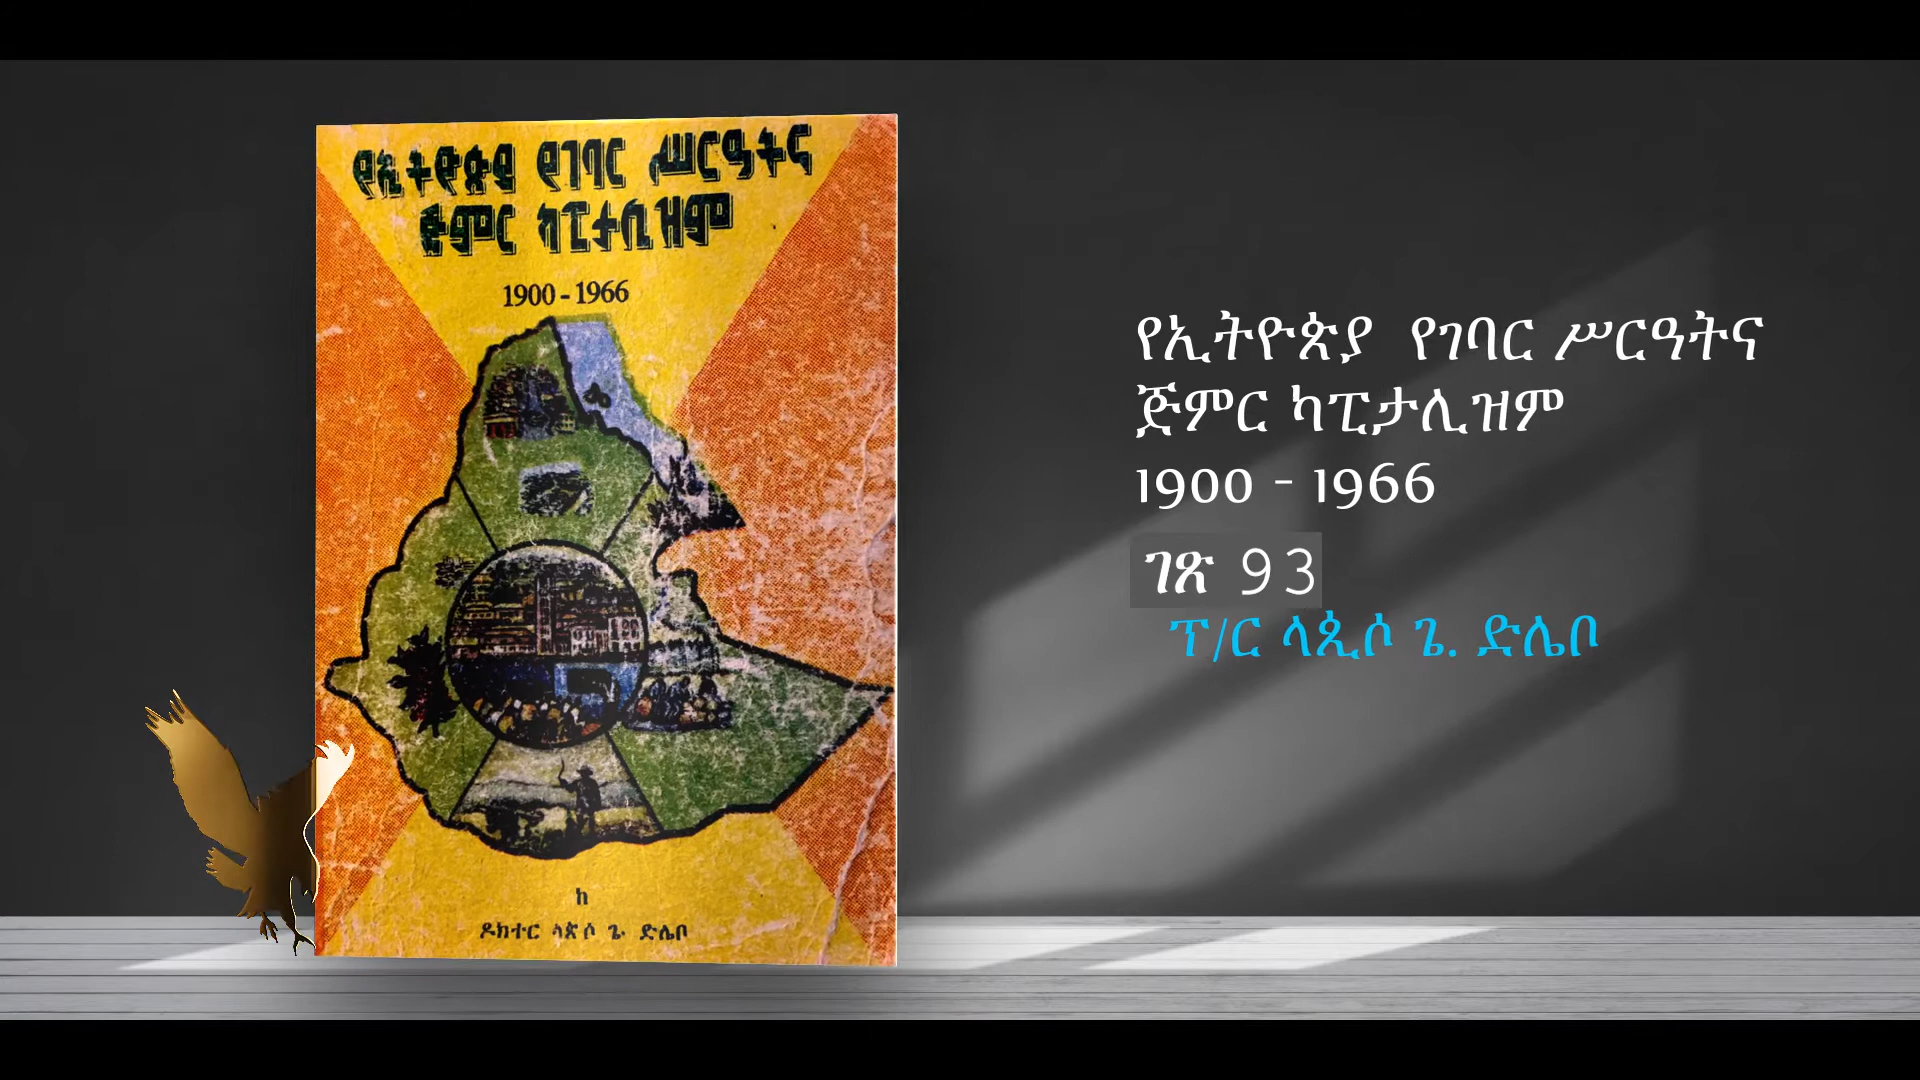 የኢትዮጵያ የገባር ሥርዓትና
ጅምር ካፒታሊዝም
1900 - 1966
ከ
ዶክተር ላጵሶ ጌ. ድሌቦ
የኢትዮጵያ የገባር ሥርዓትና
ጅምር ካፒታሊዝም
1900 - 1966
ገጽ 93
ፕ/ር ላጲሶ ጌ. ድሌቦ